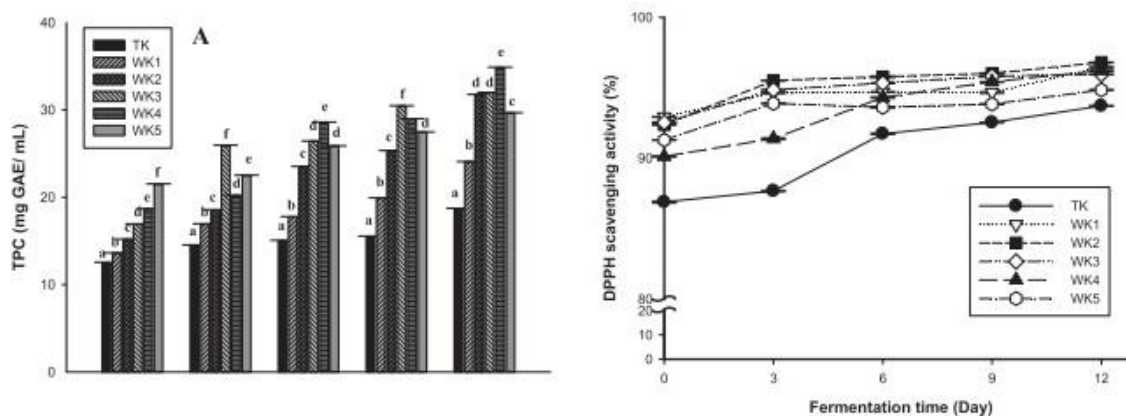 A
TPC (mg GAE/ mL)
40
30
20
10
0
TK
WK1
WK2
WK3
WK4
WK5
a b c d e f
a b c f d e
a b c d e d
a b c f d d
a b d d e c
DPPH scavenging activity (%)
100
90
80
20
10
0
TK
WK1
WK2
WK3
WK4
WK5
0 3 6 9 12
Fermentation time (Day)